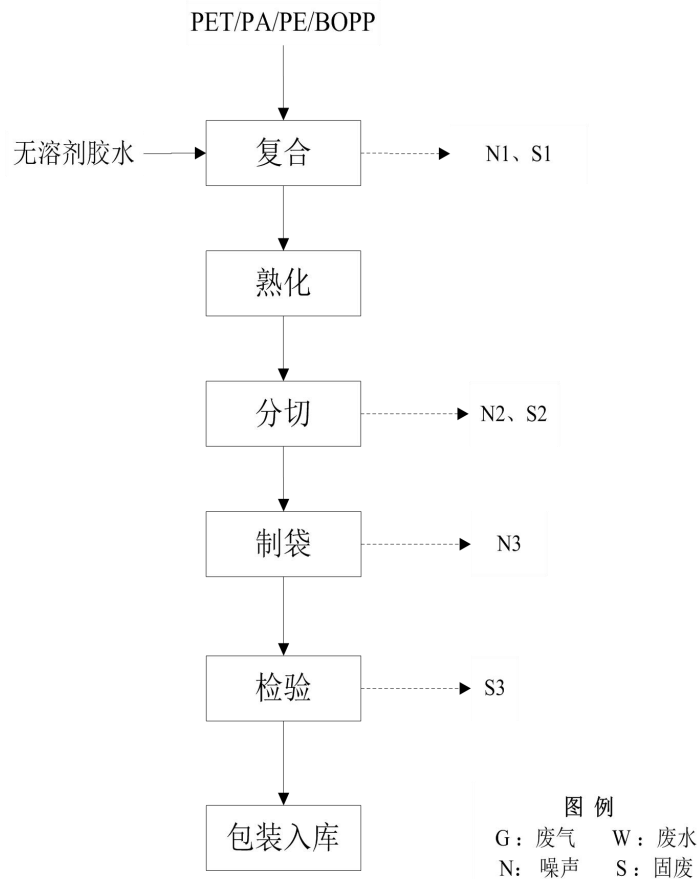 PET/PA/PE/BOPP
无溶剂胶水
复合
N1、S1
熟化
分切
N2、S2
制袋
N3
检验
S3
包装入库
图 例
G：废气 W：废水
N：噪声 S：固废